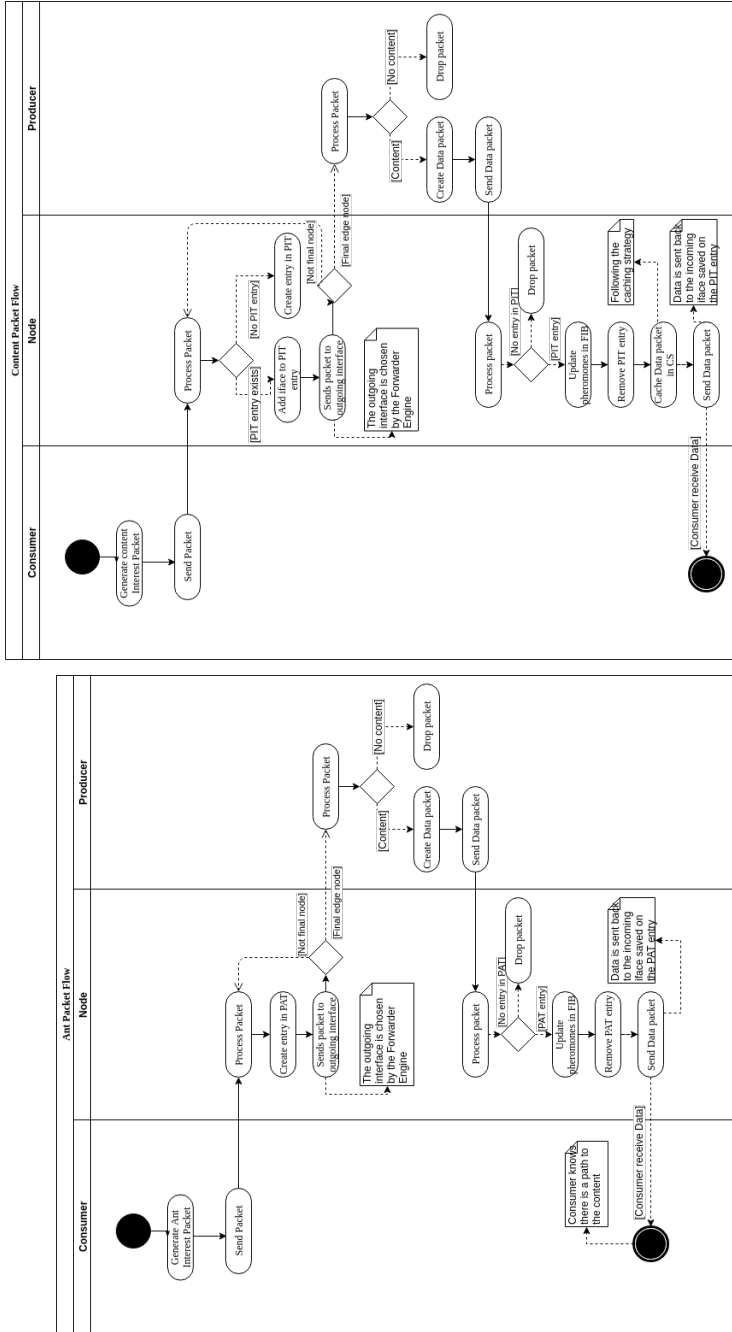 Content Packet Flow
Consumer
Node
Producer
Generate content
Interest Packet
Send Packet
Process Packet
[PIT entry exists]
[No PIT entry]
Add Iface to PIT
entry
Create entry in PIT
Sends packet to
outgoing interface
The outgoing
interface is chosen
by the Forwarder
Engine
[Not final node]
[Final edge node]
Process Packet
[Content]
[No content]
Create Data packet
Drop packet
Send Data packet
Process packet
[No entry in PIT]
Drop packet
[PIT entry]
Update
pheromones in FIB
Remove PIT entry
Cache Data packet
in CS
Following the
caching strategy
Send Data packet
Data is sent back
to the incoming
iface saved on
the PIT entry
[Consumer receive Data]
Ant Packet Flow
Consumer
Node
Producer
Generate Ant
Interest Packet
Send Packet
Process Packet
Create entry in PAT
Sends packet to
outgoing interface
The outgoing
interface is chosen
by the Forwarder
Engine
[Not final node]
[Final edge node]
Process Packet
[Content]
[No content]
Create Data packet
Drop packet
Send Data packet
Process packet
[No entry in PAT]
Drop packet
[PAT entry]
Update
pheromones in FIB
Remove PAT entry
Send Data packet
Data is sent back
to the incoming
iface saved on
the PAT entry
[Consumer receive Data]
Consumer knows
there is a path to
the content